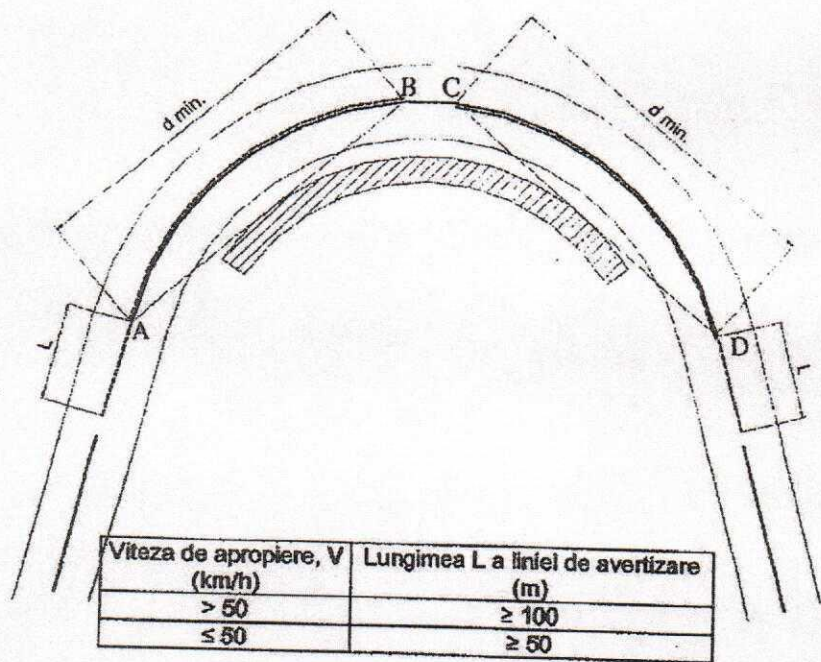 d min.
d min.
B C
A
D
L
L
Viteza de apropiere, V (km/h) Lungimea L a liniei de avertizare (m)
> 50 ≥ 100
≤ 50 ≥ 50